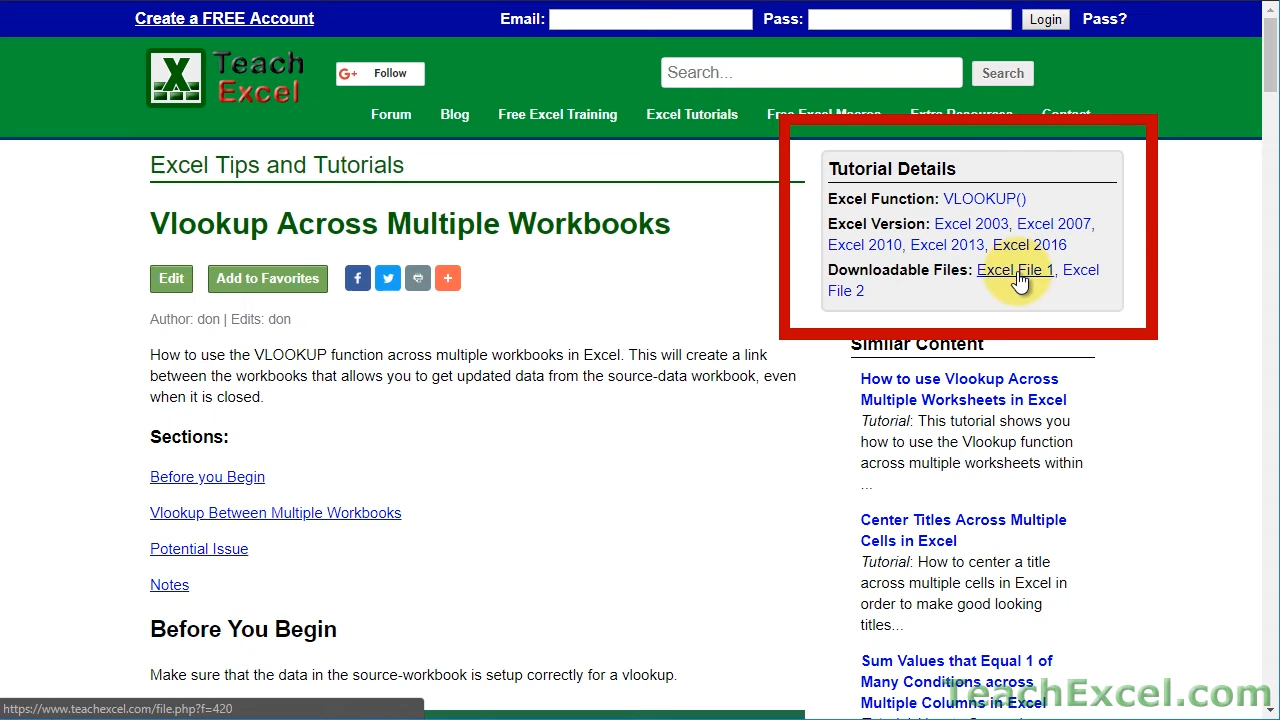 Create a FREE Account
Email:
Pass:
Login
Pass?
Teach
Excel
G+ Follow
Search...
Search
Forum
Blog
Free Excel Training
Excel Tutorials
Free Excel Macros
Extra Resources
Contact
Excel Tips and Tutorials
Vlookup Across Multiple Workbooks
Edit
Add to Favorites
Author: don | Edits: don
How to use the VLOOKUP function across multiple workbooks in Excel. This will create a link
between the workbooks that allows you to get updated data from the source-data workbook, even
when it is closed.
Sections:
Before you Begin
Vlookup Between Multiple Workbooks
Potential Issue
Notes
Before You Begin
Make sure that the data in the source-workbook is setup correctly for a vlookup.
Tutorial Details
Excel Function: VLOOKUP()
Excel Version: Excel 2003, Excel 2007,
Excel 2010, Excel 2013, Excel 2016
Downloadable Files: Excel File 1, Excel
File 2
Similar Content
How to use Vlookup Across
Multiple Worksheets in Excel
Tutorial: This tutorial shows you
how to use the Vlookup function
across multiple worksheets within
...
Center Titles Across Multiple
Cells in Excel
Tutorial: How to center a title
across multiple cells in Excel in
order to make good looking
titles...
Sum Values that Equal 1 of
Many Conditions across
Multiple Columns in Excel
https://www.teachexcel.com/file.php?f=420
TeachExcel.com